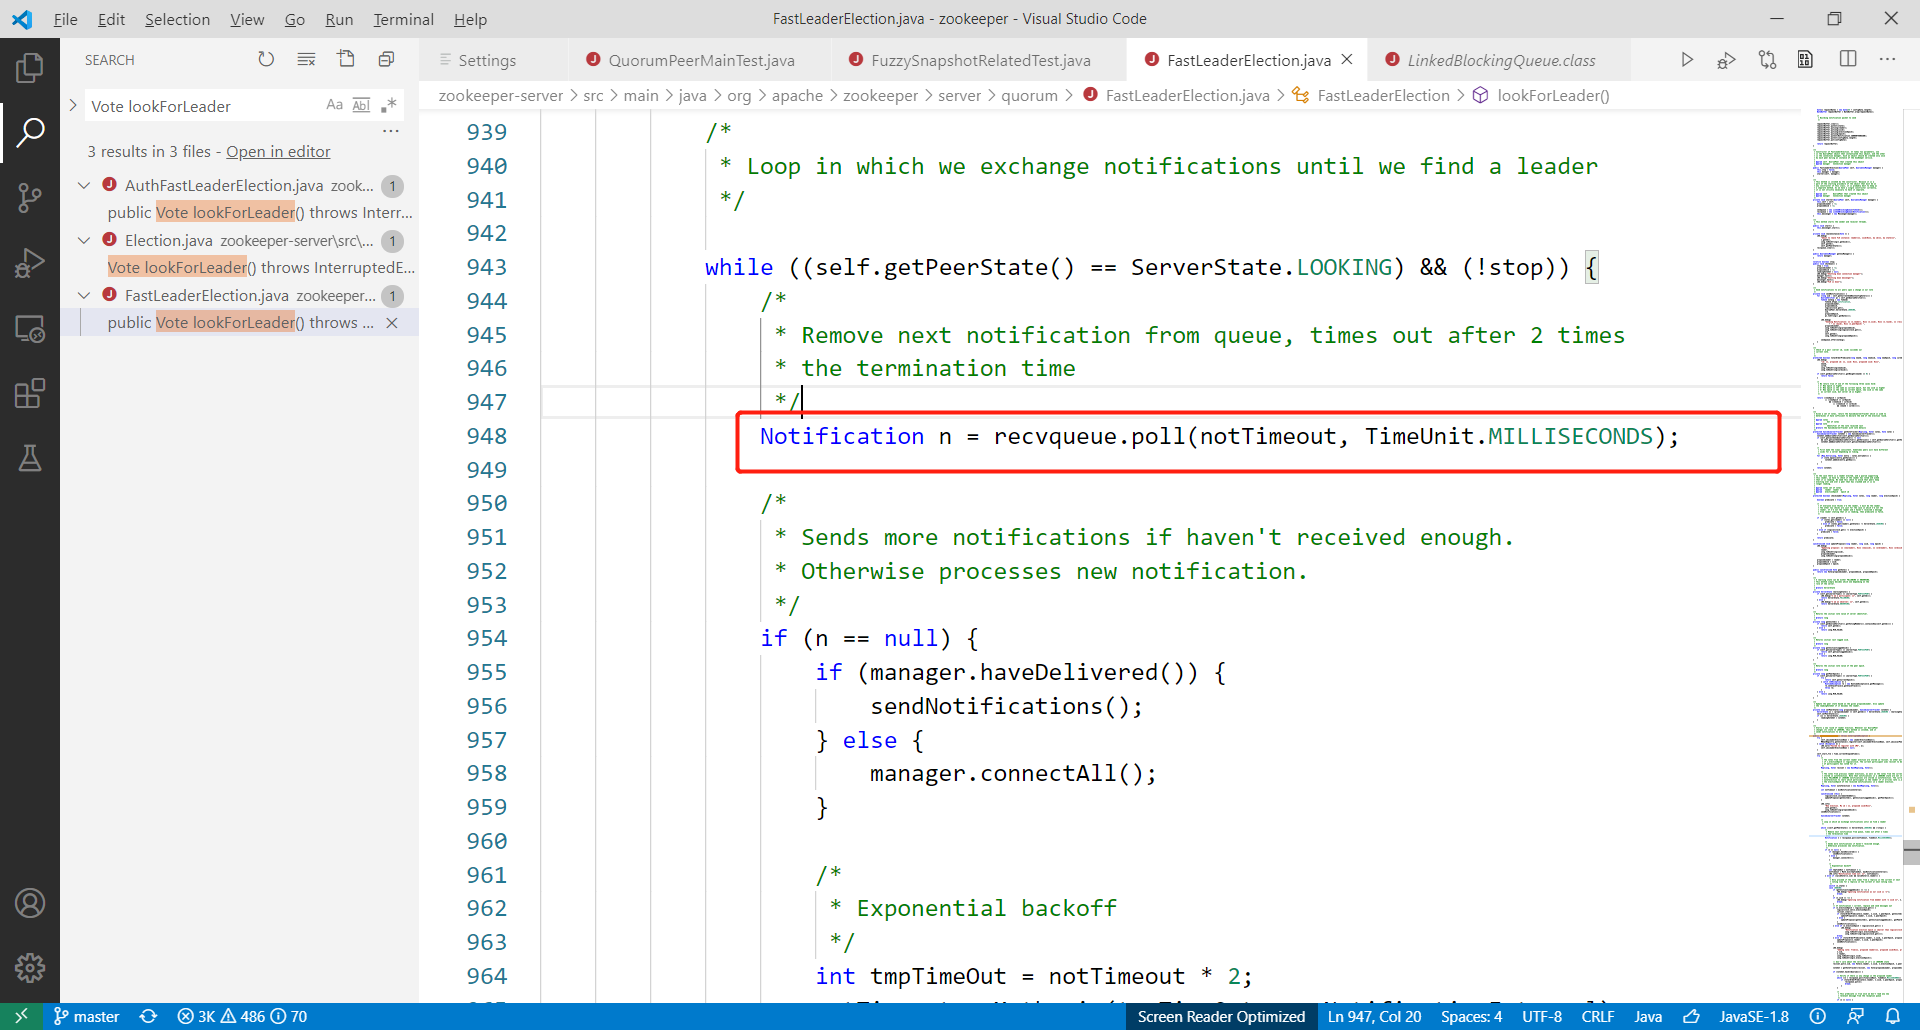 File Edit Selection View Go Run Terminal Help
FastLeaderElection.java - zookeeper - Visual Studio Code
SEARCH
Vote lookForLeader
Aa Abl .*
3 results in 3 files - Open in editor
AuthFastLeaderElection.java zook... 1
public Vote lookForLeader() throws Interr...
Election.java zookeeper-server\src\... 1
Vote lookForLeader() throws InterruptedE...
FastLeaderElection.java zookeeper... 1
public Vote lookForLeader() throws ...
Settings
QuorumPeerMainTest.java
FuzzySnapshotRelatedTest.java
FastLeaderElection.java
LinkedBlockingQueue.class
zookeeper-server > src > main > java > org > apache > zookeeper > server > quorum > FastLeaderElection.java > FastLeaderElection > lookForLeader()
939 /*
940 * Loop in which we exchange notifications until we find a leader
941 */
942
943 while ((self.getPeerState() == ServerState.LOOKING) && (!stop)) {
944 /*
945 * Remove next notification from queue, times out after 2 times
946 * the termination time
947 */
948 Notification n = recvqueue.poll(notTimeout, TimeUnit.MILLISECONDS);
949
950 /*
951 * Sends more notifications if haven't received enough.
952 * Otherwise processes new notification.
953 */
954 if (n == null) {
955 if (manager.haveDelivered()) {
956 sendNotifications();
957 } else {
958 manager.connectAll();
959 }
960
961 /*
962 * Exponential backoff
963 */
964 int tmpTimeOut = notTimeout * 2;
master 3K 486 70
Screen Reader Optimized Ln 947, Col 20 Spaces: 4 UTF-8 CRLF Java JavaSE-1.8